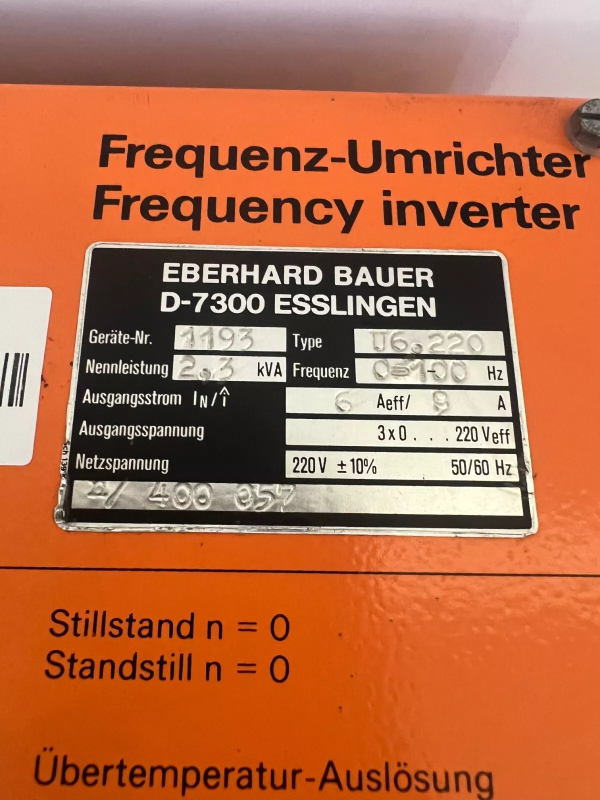 Frequenz-Umrichter
Frequency inverter
EBERHARD BAUER
D-7300 ESSLINGEN
Geräte-Nr. 1193 Type U6.220
Nennleistung 2,3 kVA Frequenz 0-100 Hz
Ausgangsstrom IN/î 6 Aeff/ 9 A
Ausgangsspannung 3x0...220Veff
Netzspannung 220V ±10% 50/60 Hz
400 057
Stillstand n = 0
Standstill n = 0
Übertemperatur-Auslösung